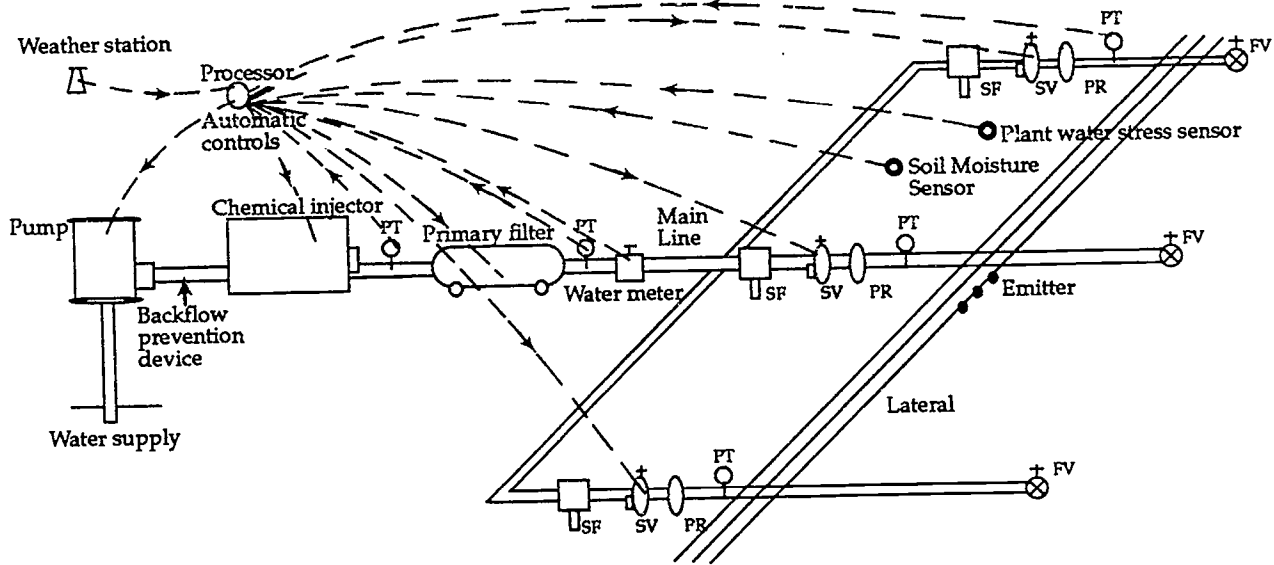 PT
FV
Weather station
Processor
SF
SV
PR
Automatic
controls
Plant water stress sensor
Soil Moisture
Sensor
Chemical injector
Pump
PT
Primary filter
PT
Main
Line
PT
FV
Water meter
SF
SV
PR
Emitter
Backflow
prevention
device
Lateral
Water supply
PT
FV
SF
SV
PR